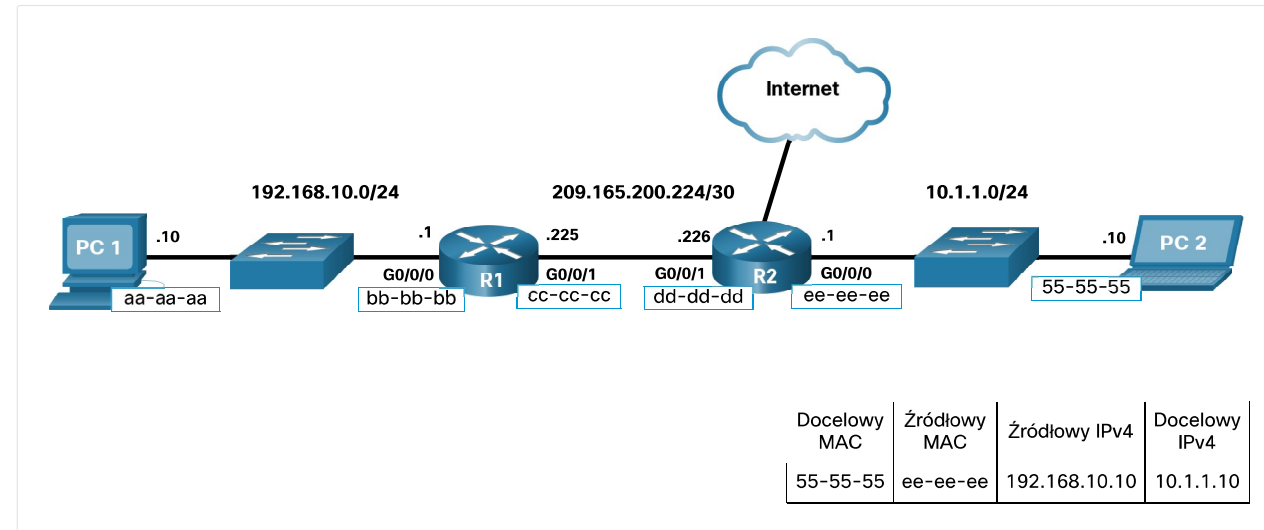 Internet
192.168.10.0/24
209.165.200.224/30
10.1.1.0/24
PC 1
.10
.1
.225
.226
.1
.10
PC 2
G0/0/0
R1
G0/0/1
G0/0/1
R2
G0/0/0
aa-aa-aa
bb-bb-bb
cc-cc-cc
dd-dd-dd
ee-ee-ee
55-55-55
Docelowy MAC
Źródłowy MAC
Źródłowy IPv4
Docelowy IPv4
55-55-55
ee-ee-ee
192.168.10.10
10.1.1.10